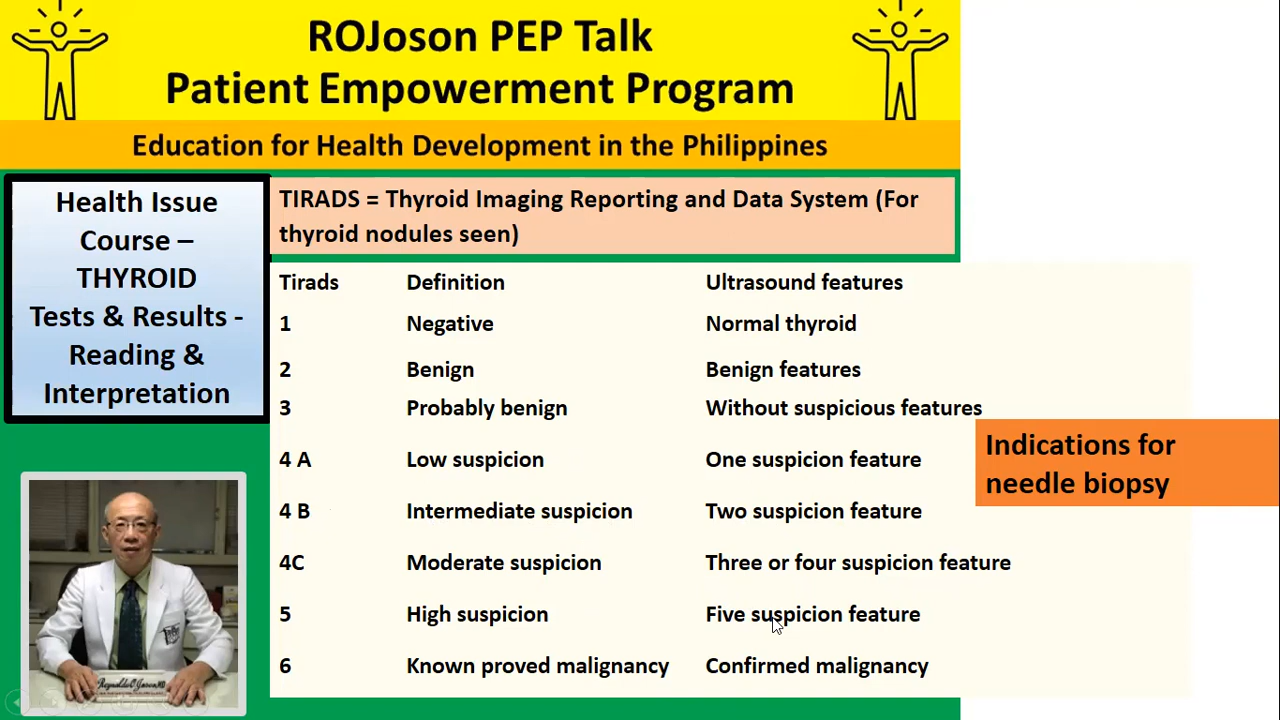 ROJoson PEP Talk
Patient Empowerment Program
Education for Health Development in the Philippines
Health Issue
Course –
THYROID
Tests & Results -
Reading &
Interpretation
TIRADS = Thyroid Imaging Reporting and Data System (For
thyroid nodules seen)
Tirads Definition Ultrasound features
1 Negative Normal thyroid
2 Benign Benign features
3 Probably benign Without suspicious features
4 A Low suspicion One suspicion feature
4 B Intermediate suspicion Two suspicion feature
4C Moderate suspicion Three or four suspicion feature
5 High suspicion Five suspicion feature
6 Known proved malignancy Confirmed malignancy
Indications for
needle biopsy